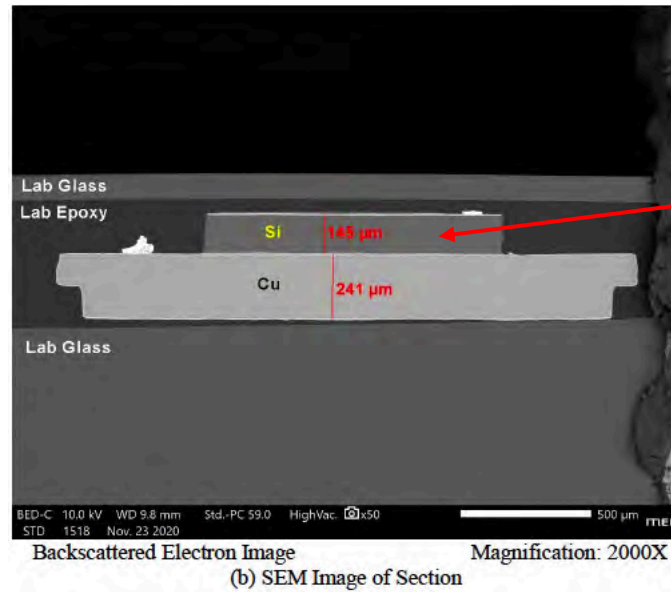 Lab Glass
Lab Epoxy
Si
145 µm
Cu
241 µm
Lab Glass
BED-C 10.0 kV WD 9.8 mm Std.-PC 59.0 HighVac. x50 500 µm
STD 1518 Nov. 23 2020
Backscattered Electron Image Magnification: 2000X
(b) SEM Image of Section